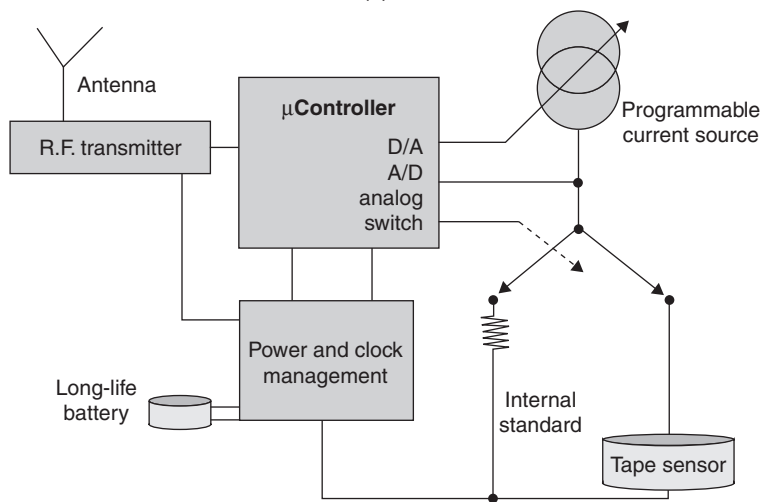 Antenna
R.F. transmitter
μController
D/A
A/D
analog
switch
Programmable
current source
Power and clock
management
Long-life
battery
Internal
standard
Tape sensor